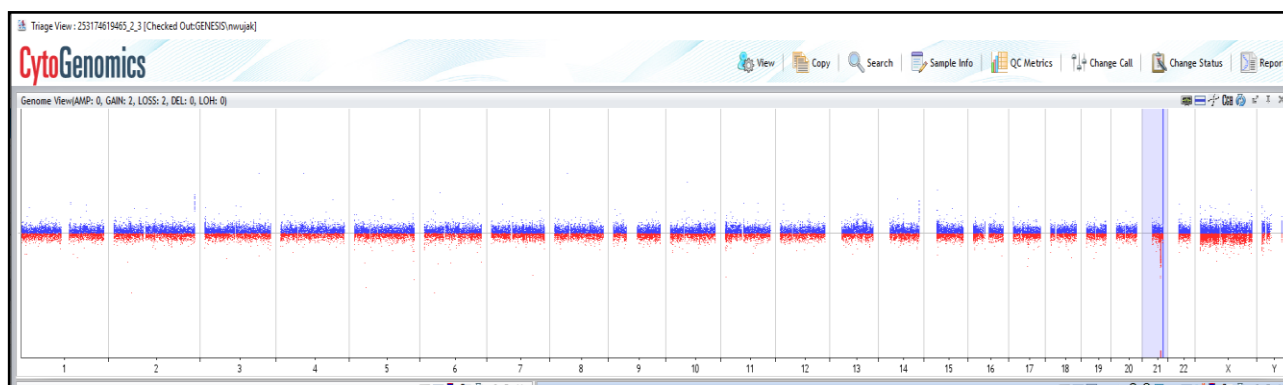 Triage View : 253174619465_2_3 [Checked Out:GENESIS\nwujak]
CytoGenomics
View Copy Search Sample Info QC Metrics Change Call Change Status Report
Genome View(AMP: 0, GAIN: 2, LOSS: 2, DEL: 0, LOH: 0)
1 2 3 4 5 6 7 8 9 10 11 12 13 14 15 16 17 18 19 20 21 22 X Y